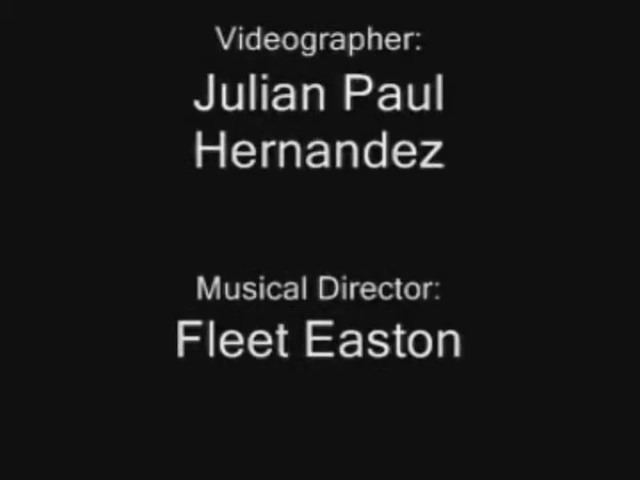 Videographer:
Julian Paul
Hernandez
Musical Director:
Fleet Easton